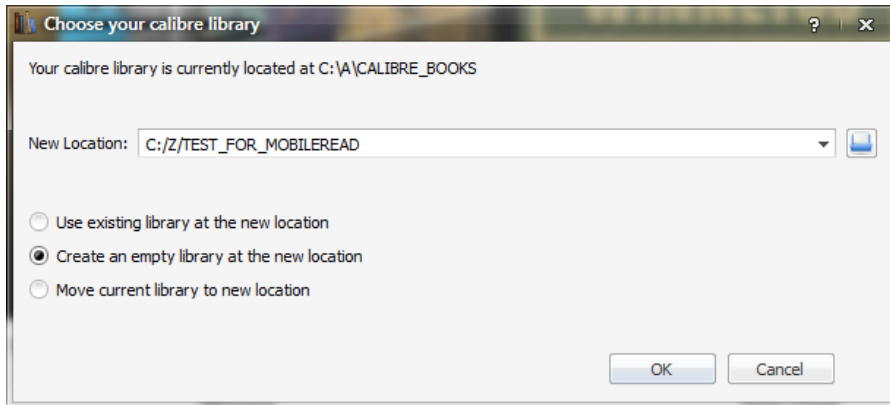 Choose your calibre library
Your calibre library is currently located at C:\A\CALIBRE_BOOKS
New Location: C:/Z/TEST_FOR_MOBILEREAD
Use existing library at the new location
Create an empty library at the new location
Move current library to new location
OK Cancel